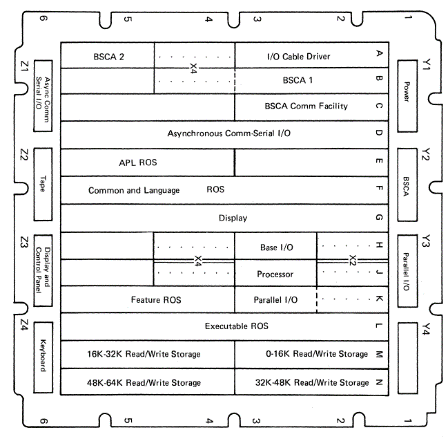 6 5 4 3 2 1
Z1 Async Comm Serial I/O
Y1 Power
BSCA 2 X4 I/O Cable Driver A
BSCA 1 B
BSCA Comm Facility C
Asynchronous Comm-Serial I/O D
Z2 Tape
Y2 BSCA
APL ROS E
Common and Language ROS F
Display G
Z3 Display and Control Panel
Y3 Parallel I/O
X4 Base I/O X2 H
Processor J
Feature ROS Parallel I/O K
Executable ROS L
Z4 Keyboard
Y4
16K-32K Read/Write Storage 0-16K Read/Write Storage M
48K-64K Read/Write Storage 32K-48K Read/Write Storage N
6 5 4 3 2 1